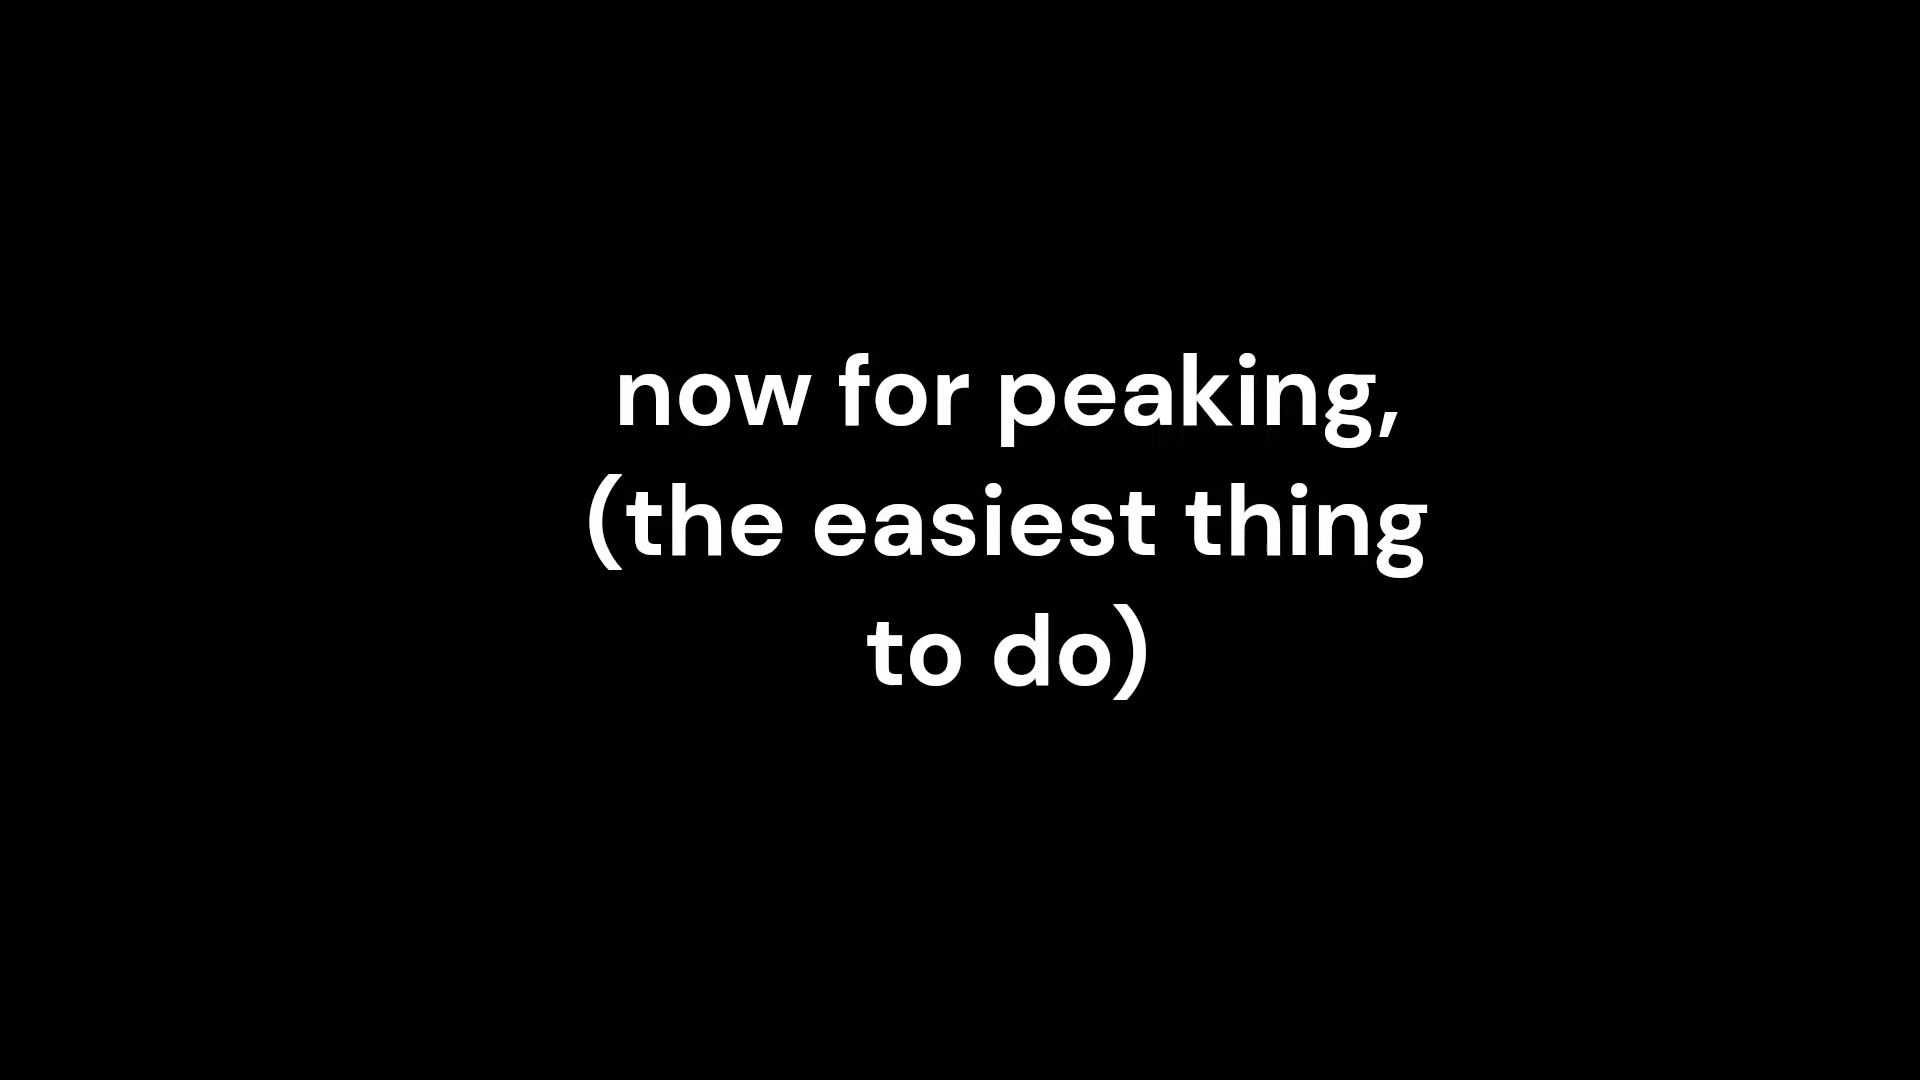 now for peaking,
(the easiest thing
to do)